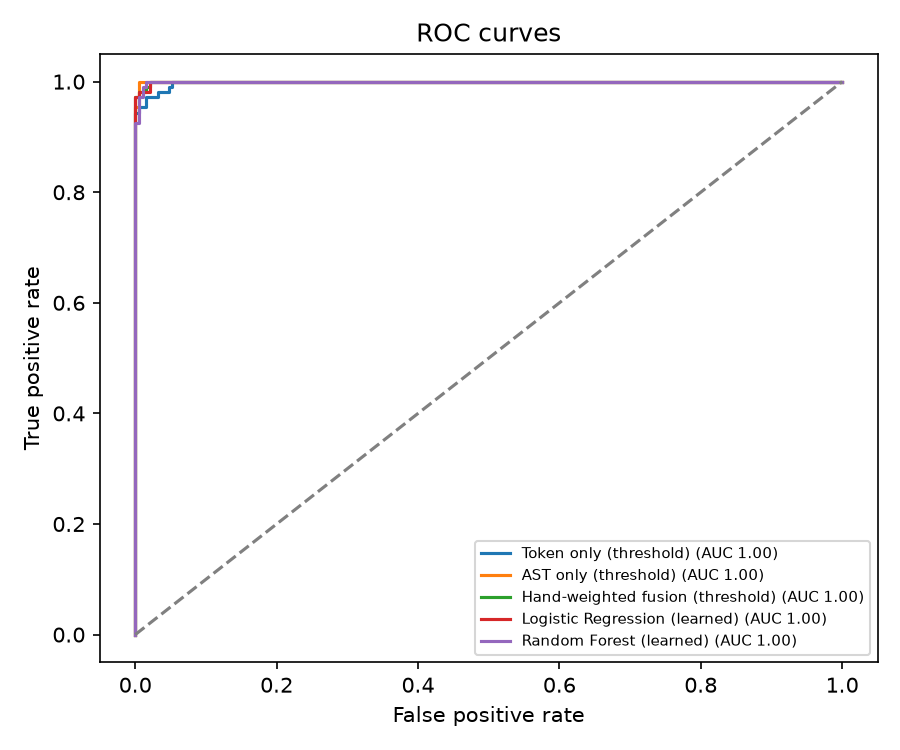 ROC curves
True positive rate
1.0
0.8
0.6
0.4
0.2
0.0
Token only (threshold) (AUC 1.00)
AST only (threshold) (AUC 1.00)
Hand-weighted fusion (threshold) (AUC 1.00)
Logistic Regression (learned) (AUC 1.00)
Random Forest (learned) (AUC 1.00)
0.0 0.2 0.4 0.6 0.8 1.0
False positive rate